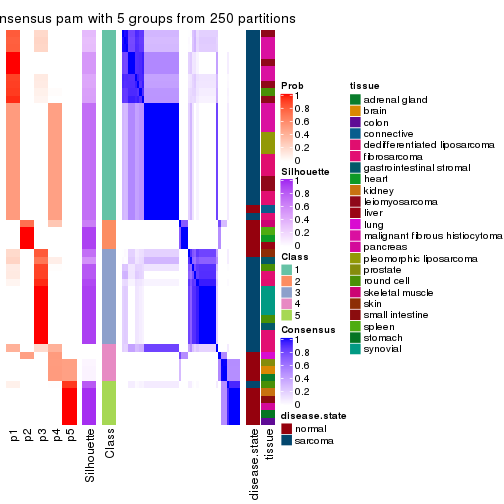 nsensus pam with 5 groups from 250 partitions
Prob
1
0.8
0.6
0.4
0.2
0
Silhouette
1
0.8
0.6
0.4
0.2
0
Class
1
2
3
4
5
Consensus
1
0.8
0.6
0.4
0.2
0
disease.state
normal
sarcoma
tissue
adrenal gland
brain
colon
connective
dedifferentiated liposarcoma
fibrosarcoma
gastrointestinal stromal
heart
kidney
leiomyosarcoma
liver
lung
malignant fibrous histiocytoma
pancreas
pleomorphic liposarcoma
prostate
round cell
skeletal muscle
skin
small intestine
spleen
stomach
synovial
p1
p2
p3
p4
p5
Silhouette
Class
disease.state
tissue